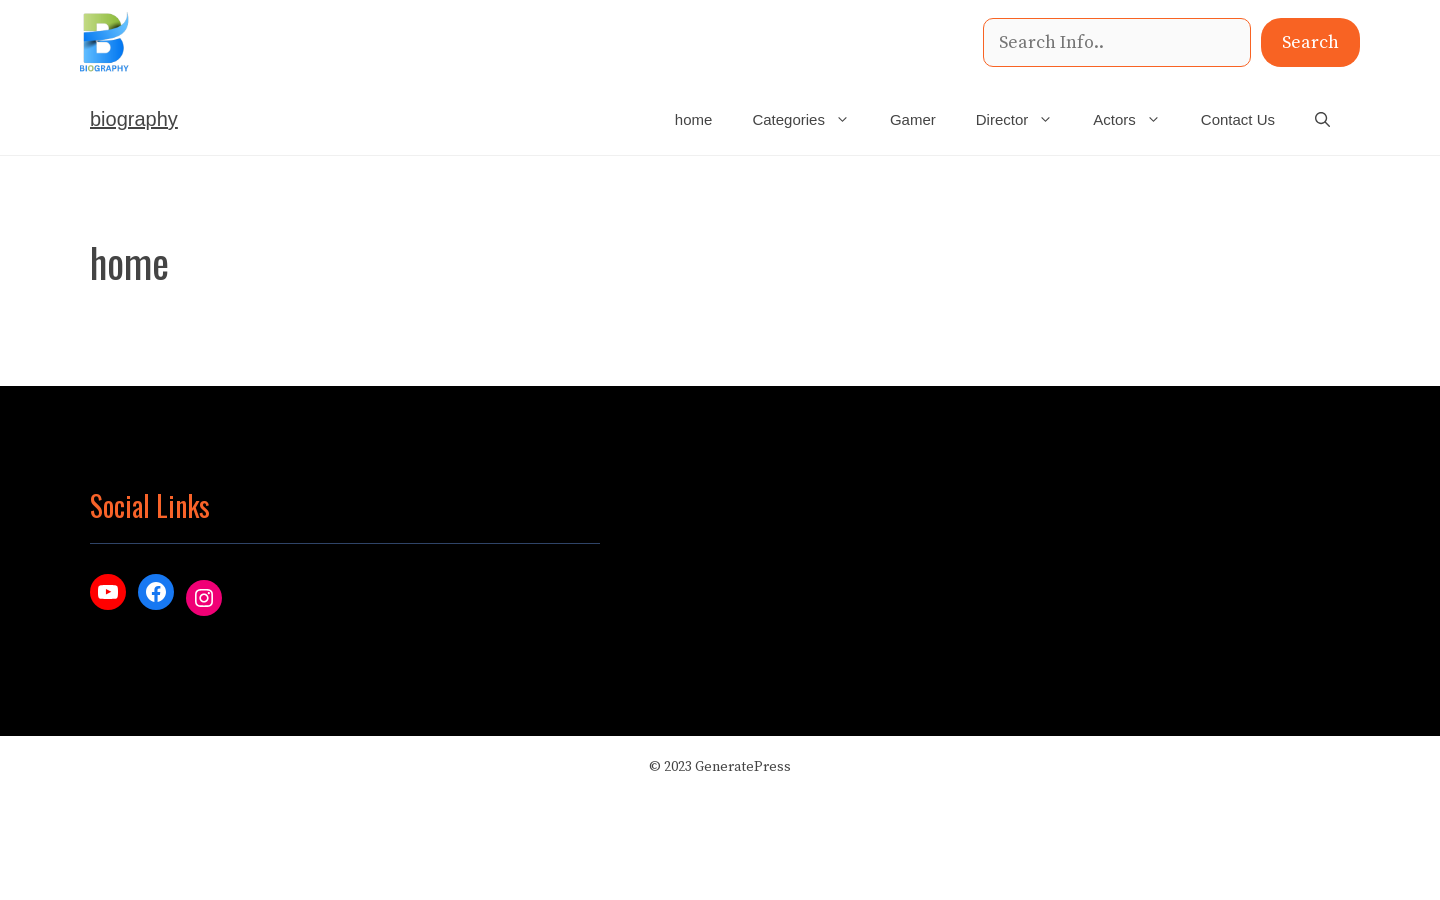 BIOGRAPHY
Search Info..
Search
biography
home
Categories
Gamer
Director
Actors
Contact Us
home
Social Links
© 2023 GeneratePress